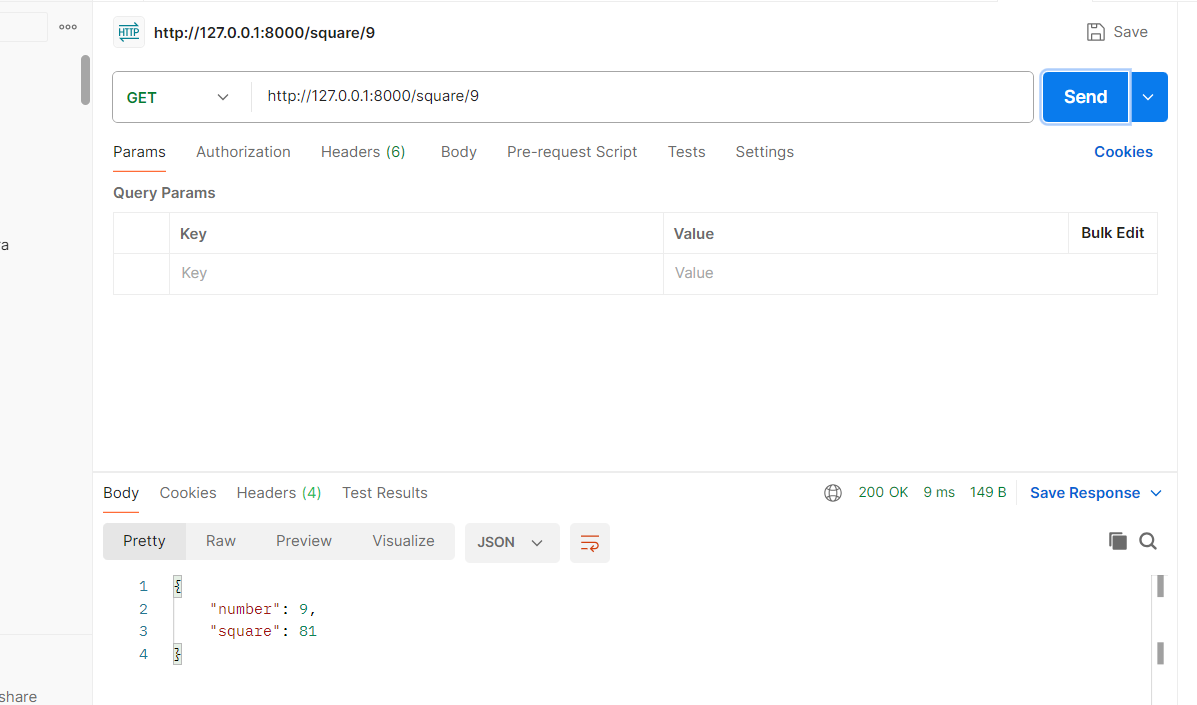 HTTP http://127.0.0.1:8000/square/9 Save
GET http://127.0.0.1:8000/square/9 Send
Params Authorization Headers (6) Body Pre-request Script Tests Settings Cookies
Query Params
Key Value Bulk Edit
Key Value
Body Cookies Headers (4) Test Results 200 OK 9 ms 149 B Save Response
Pretty Raw Preview Visualize JSON
1 {
2 "number": 9,
3 "square": 81
4 }
share